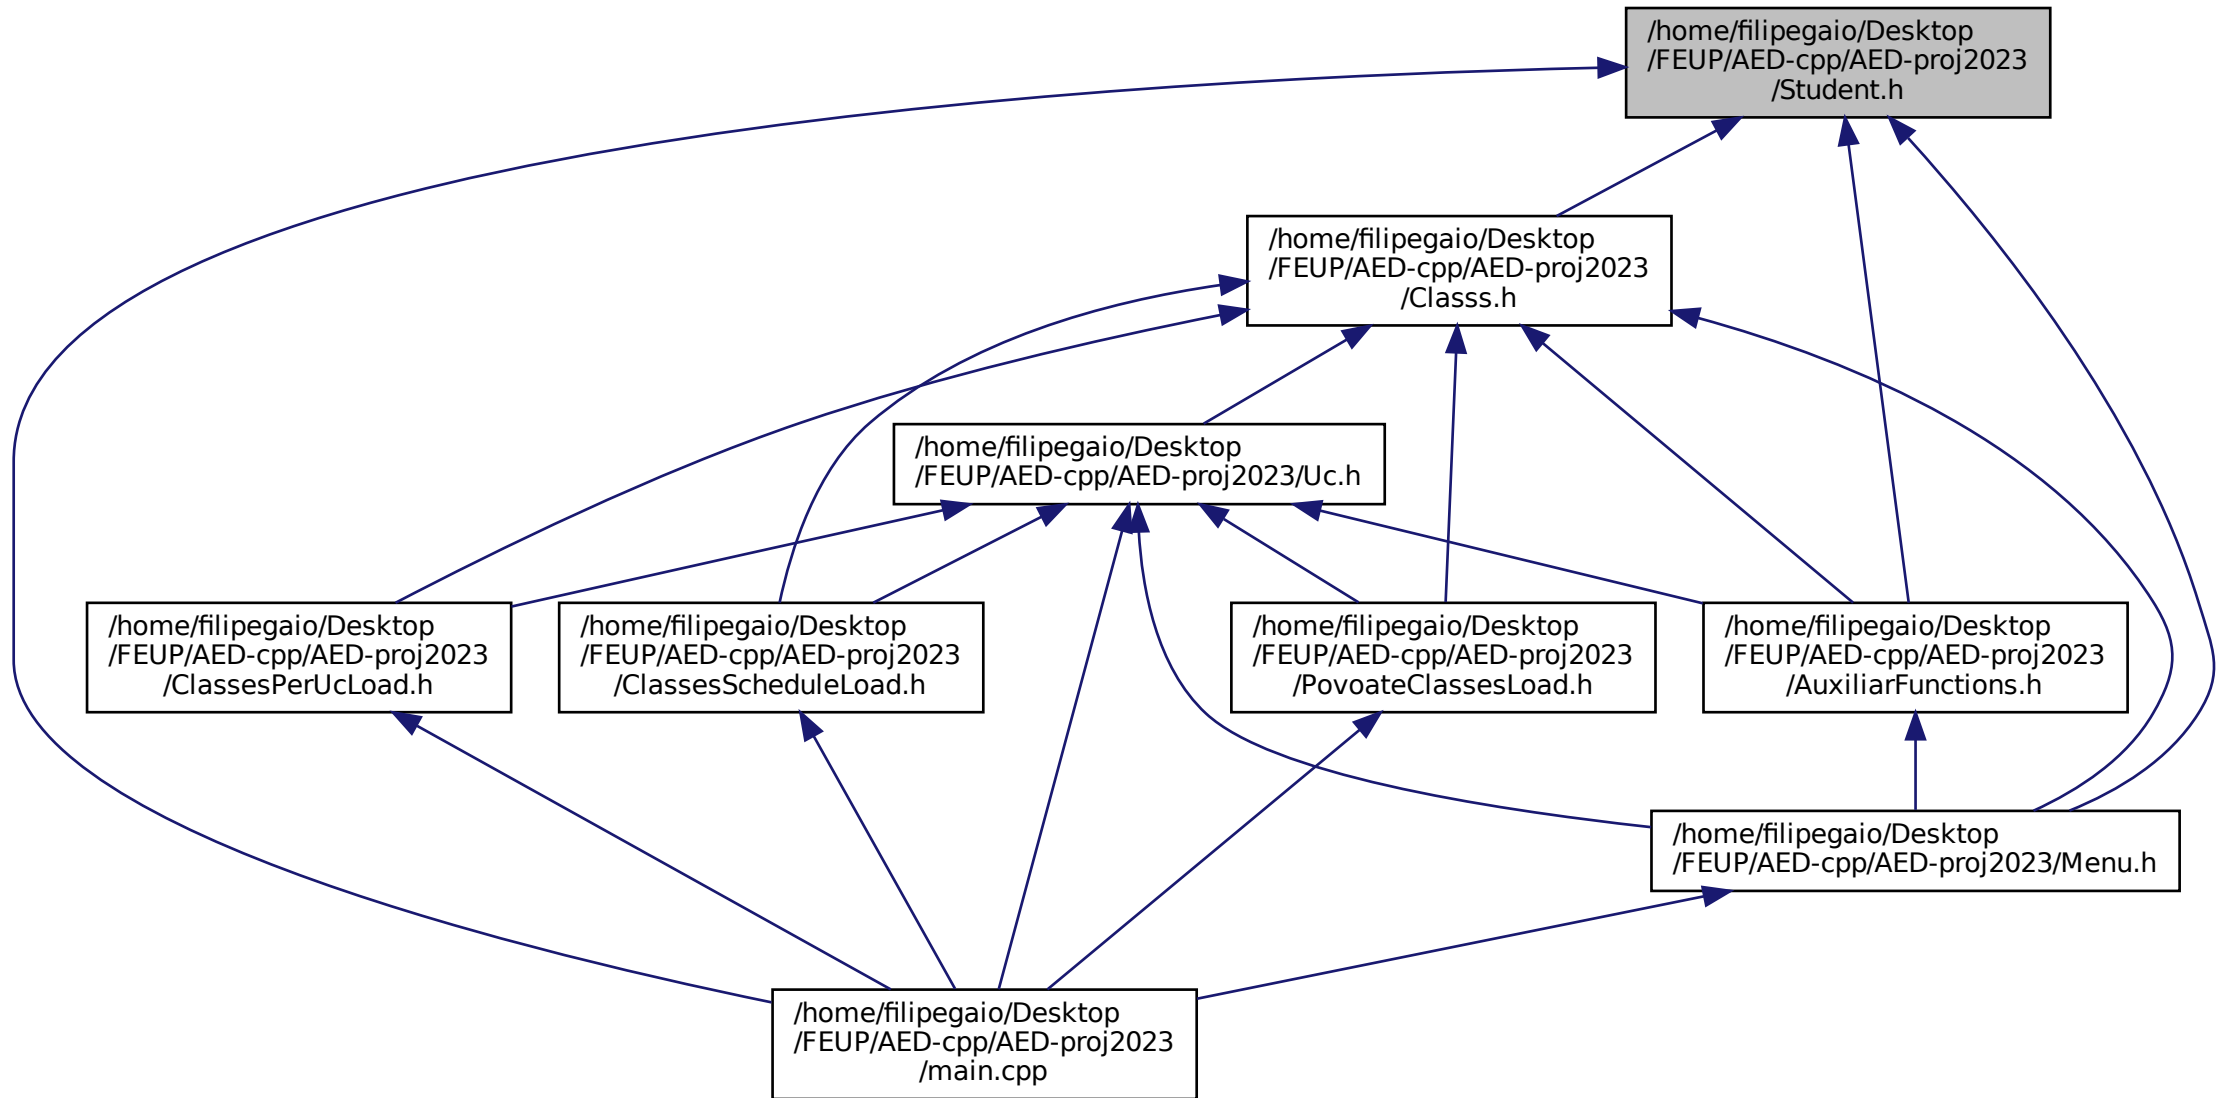 /home/filipegaio/Desktop
/FEUP/AED-cpp/AED-proj2023
/Student.h
/home/filipegaio/Desktop
/FEUP/AED-cpp/AED-proj2023
/Classs.h
/home/filipegaio/Desktop
/FEUP/AED-cpp/AED-proj2023/Uc.h
/home/filipegaio/Desktop
/FEUP/AED-cpp/AED-proj2023
/ClassesPerUcLoad.h
/home/filipegaio/Desktop
/FEUP/AED-cpp/AED-proj2023
/ClassesScheduleLoad.h
/home/filipegaio/Desktop
/FEUP/AED-cpp/AED-proj2023
/PovoateClassesLoad.h
/home/filipegaio/Desktop
/FEUP/AED-cpp/AED-proj2023
/AuxiliarFunctions.h
/home/filipegaio/Desktop
/FEUP/AED-cpp/AED-proj2023/Menu.h
/home/filipegaio/Desktop
/FEUP/AED-cpp/AED-proj2023
/main.cpp